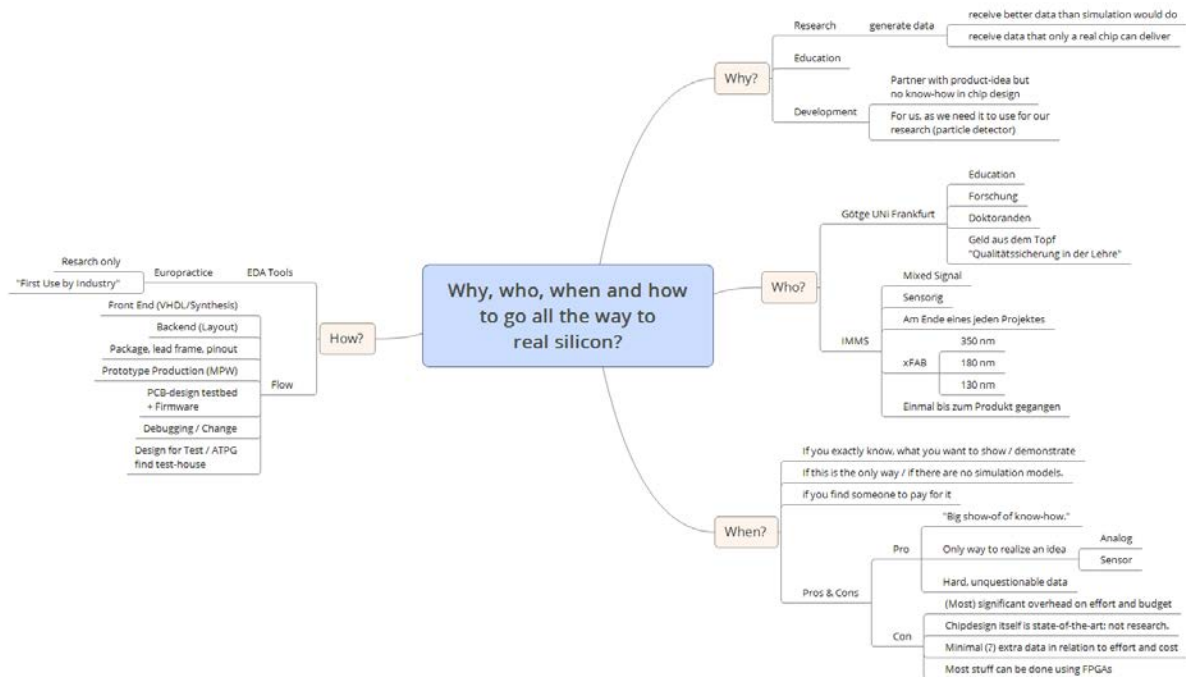 Why, who, when and how
to go all the way to
real silicon?
Why?
Research
generate data
receive better data than simulation would do
receive data that only a real chip can deliver
Education
Development
Partner with product-idea but
no know-how in chip design
For us, as we need it to use for our
research (particle detector)
Who?
Götge UNi Frankfurt
Education
Forschung
Doktoranden
Geld aus dem Topf
"Qualitätssicherung in der Lehre"
IMMS
Mixed Signal
Sensorig
Am Ende eines jeden Projektes
xFAB
350 nm
180 nm
130 nm
Einmal bis zum Produkt gegangen
When?
If you exactly know, what you want to show / demonstrate
If this is the only way / if there are no simulation models.
if you find someone to pay for it
Pros & Cons
Pro
"Big show-of of know-how."
Only way to realize an idea
Analog
Sensor
Hard, unquestionable data
Con
(Most) significant overhead on effort and budget
Chipdesign itself is state-of-the-art: not research.
Minimal (?) extra data in relation to effort and cost
Most stuff can be done using FPGAs
How?
EDA Tools
Europractice
Resarch only
"First Use by Industry"
Flow
Front End (VHDL/Synthesis)
Backend (Layout)
Package, lead frame, pinout
Prototype Production (MPW)
PCB-design testbed
+ Firmware
Debugging / Change
Design for Test / ATPG
find test-house